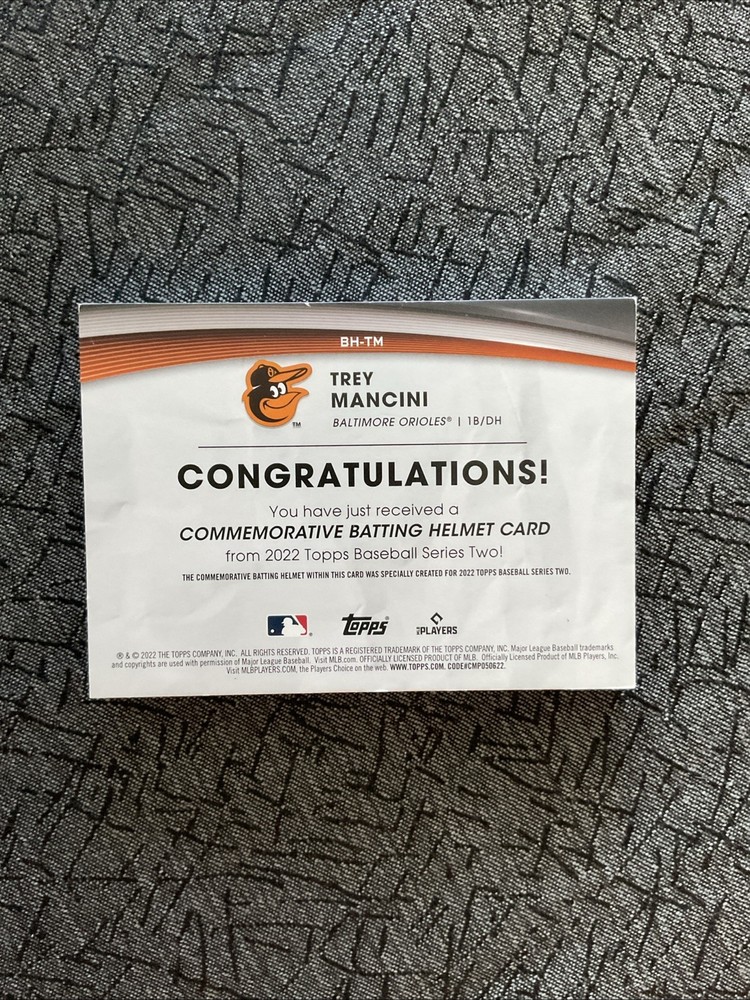 BH-TM
TREY
MANCINI
BALTIMORE ORIOLES® | 1B/DH
TM
CONGRATULATIONS!
You have just received a
COMMEMORATIVE BATTING HELMET CARD
from 2022 Topps Baseball Series Two!
THE COMMEMORATIVE BATTING HELMET WITHIN THIS CARD WAS SPECIALLY CREATED FOR 2022 TOPPS BASEBALL SERIES TWO.
topps PLAYERS
® & © 2022 THE TOPPS COMPANY, INC. ALL RIGHTS RESERVED. TOPPS IS A REGISTERED TRADEMARK OF THE TOPPS COMPANY, INC. Major League Baseball trademarks
and copyrights are used with permission of Major League Baseball. Visit MLB.com. OFFICIALLY LICENSED PRODUCT OF MLB. Officially Licensed Product of MLB Players, Inc.
Visit MLBPLAYERS.COM, the Players Choice on the web. WWW.TOPPS.COM. CODE#CMP050622.